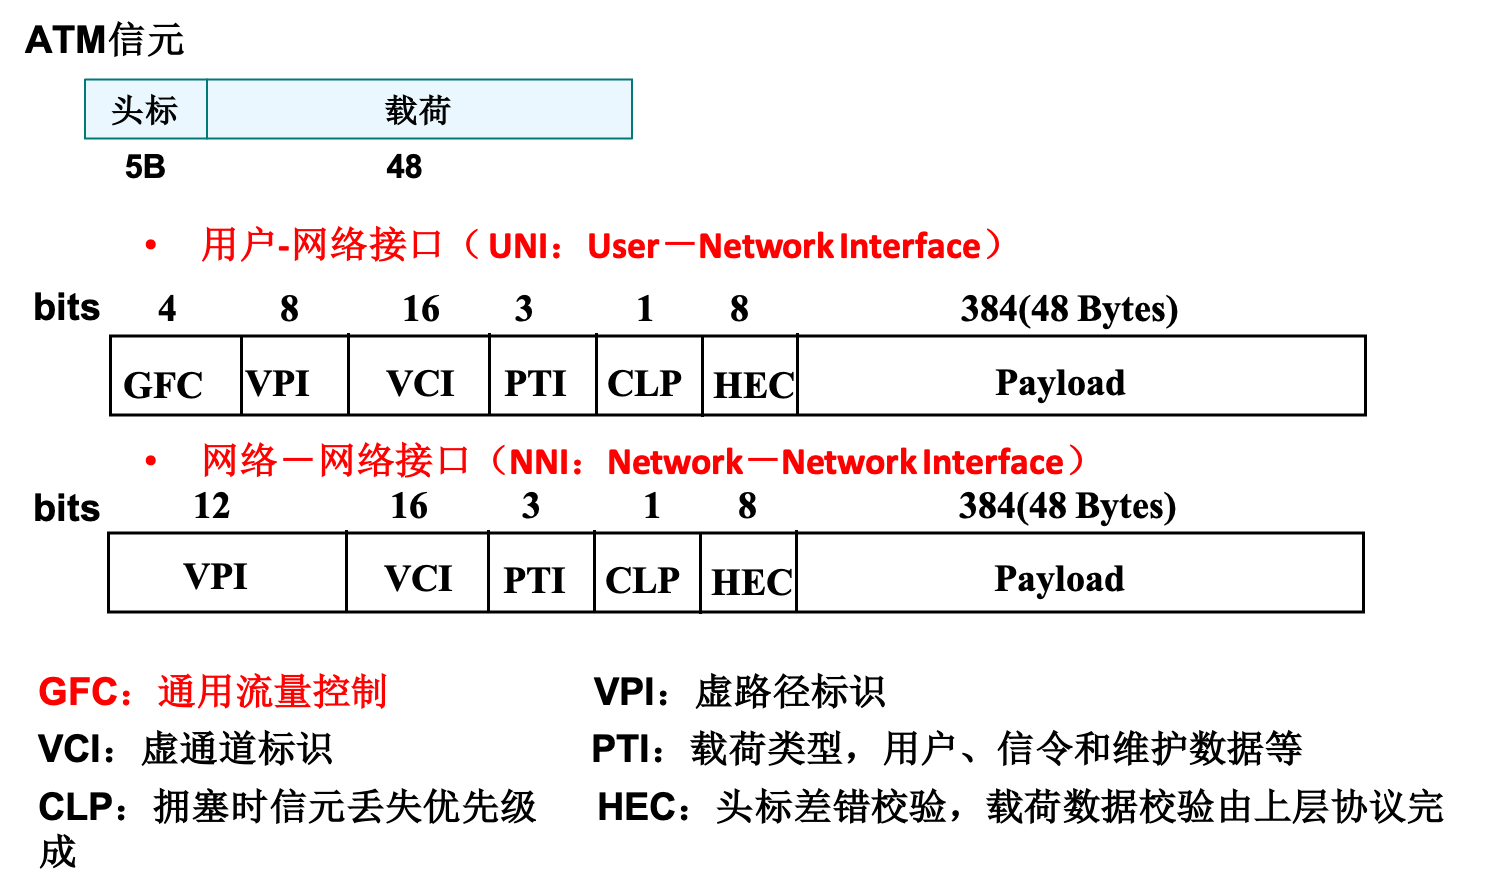 ATM信元
头标 载荷
5B 48
• 用户-网络接口（UNI：User－Network Interface）
bits 4 8 16 3 1 8 384(48 Bytes)
GFC VPI VCI PTI CLP HEC Payload
• 网络－网络接口（NNI：Network－Network Interface）
bits 12 16 3 1 8 384(48 Bytes)
VPI VCI PTI CLP HEC Payload
GFC：通用流量控制 VPI：虚路径标识
VCI：虚通道标识 PTI：载荷类型，用户、信令和维护数据等
CLP：拥塞时信元丢失优先级 HEC：头标差错校验，载荷数据校验由上层协议完
成